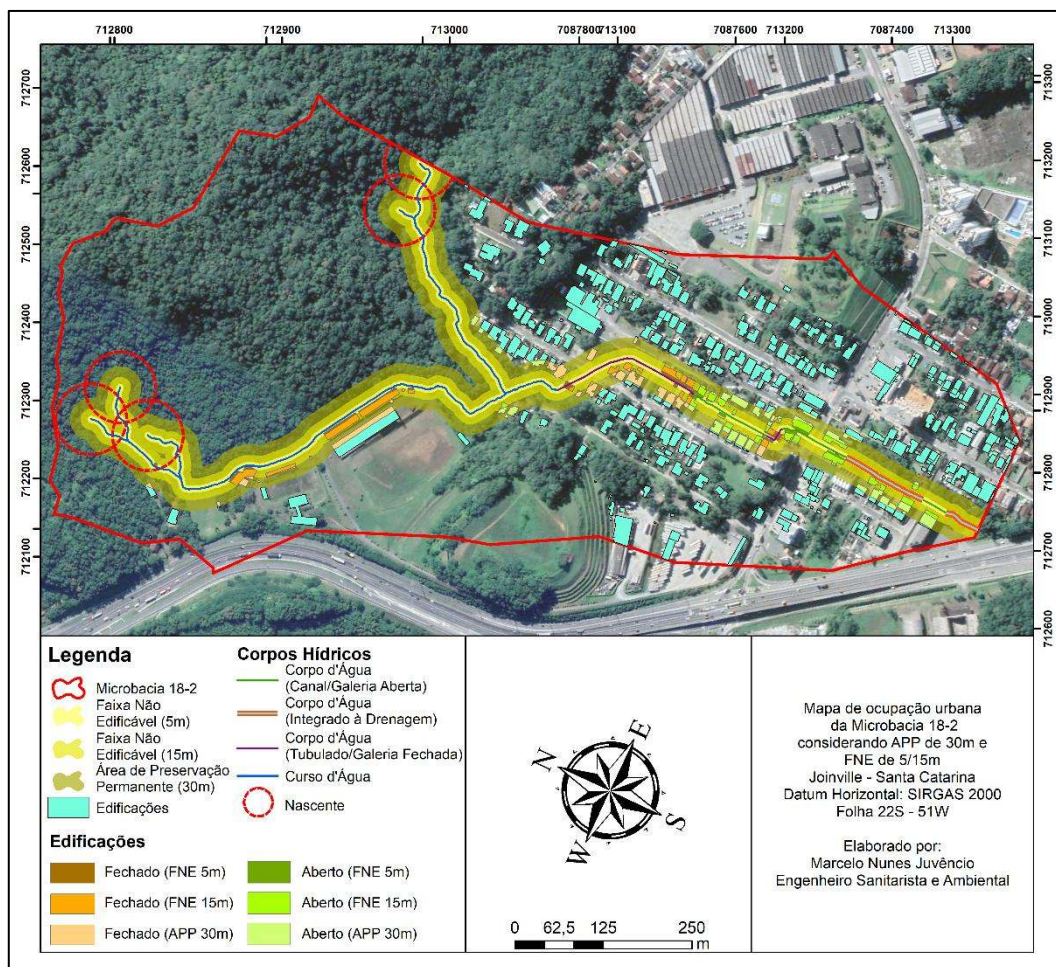 712800 712900 713000 7087800 713100 7087600 713200 7087400 713300
712700
712600
712500
712400
712300
712200
712100
713300
713200
713100
713000
712900
712800
712700
712600
Legenda
Microbacia 18-2
Faixa Não
Edificável (5m)
Faixa Não
Edificável (15m)
Área de Preservação
Permanente (30m)
Edificações
Corpos Hídricos
Corpo d'Água
(Canal/Galeria Aberta)
Corpo d'Água
(Integrado à Drenagem)
Corpo d'Água
(Tubulado/Galeria Fechada)
Curso d'Água
Nascente
Edificações
Fechado (FNE 5m)
Fechado (FNE 15m)
Fechado (APP 30m)
Aberto (FNE 5m)
Aberto (FNE 15m)
Aberto (APP 30m)
N
E
W
S
0 62,5 125 250
m
Mapa de ocupação urbana
da Microbacia 18-2
considerando APP de 30m e
FNE de 5/15m
Joinville - Santa Catarina
Datum Horizontal: SIRGAS 2000
Folha 22S - 51W
Elaborado por:
Marcelo Nunes Juvêncio
Engenheiro Sanitarista e Ambiental